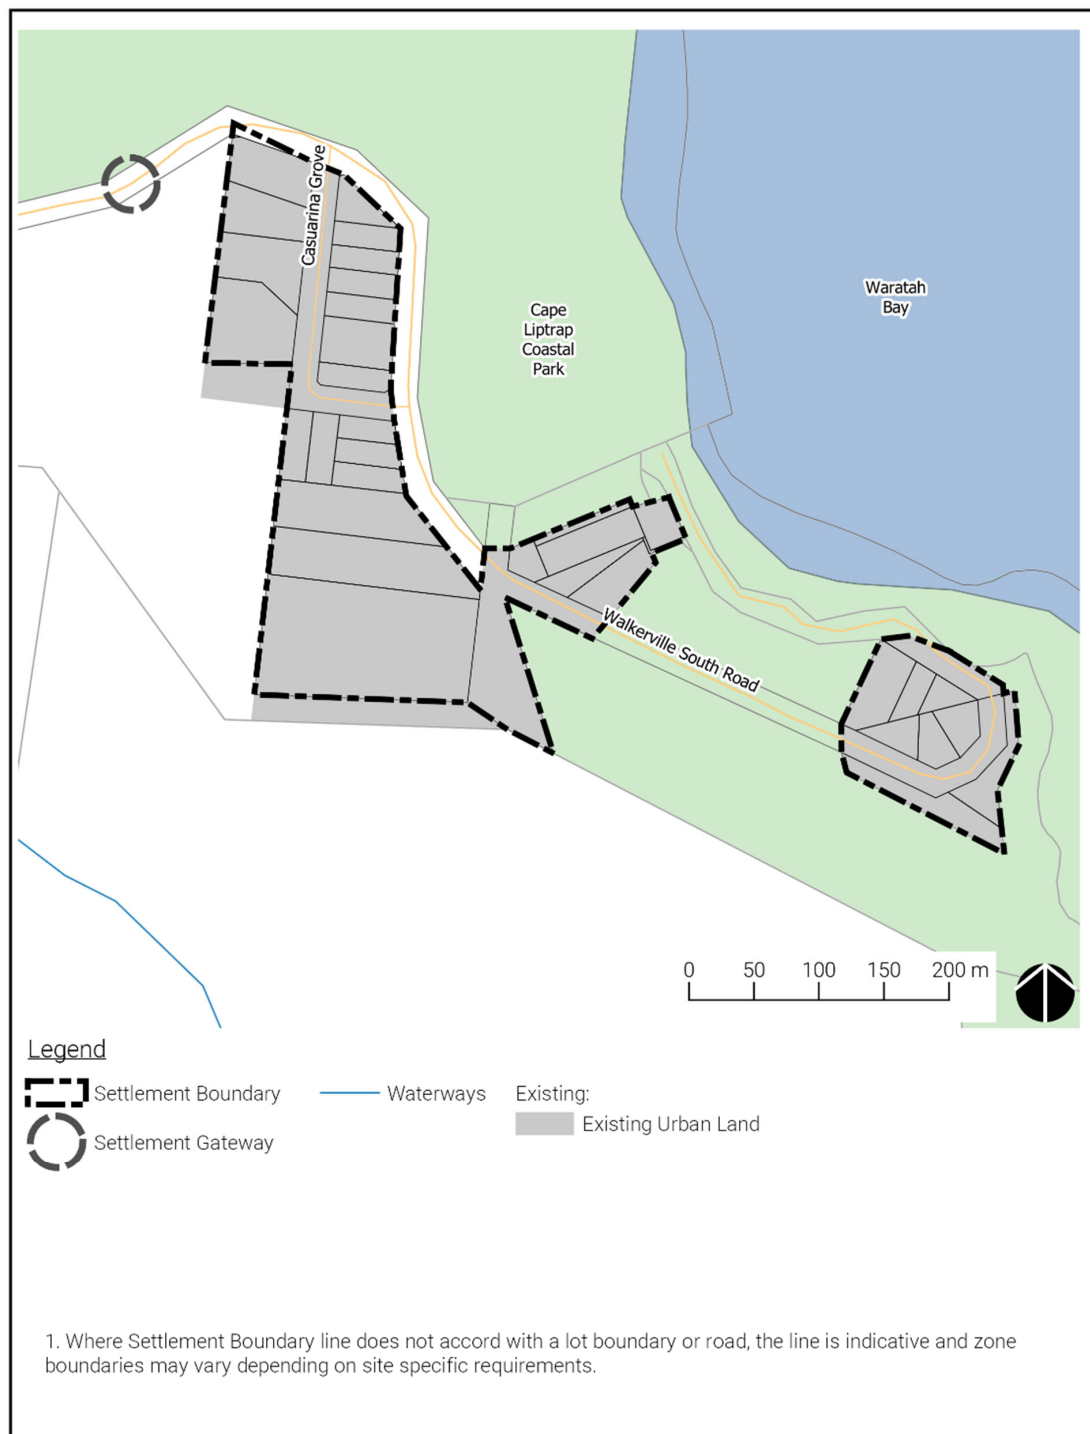 Casuarina Grove
Cape
Liptrap
Coastal
Park
Waratah
Bay
Walkerville South Road
0 50 100 150 200 m
Legend
Settlement Boundary
Waterways
Existing:
Settlement Gateway
Existing Urban Land
1. Where Settlement Boundary line does not accord with a lot boundary or road, the line is indicative and zone
boundaries may vary depending on site specific requirements.